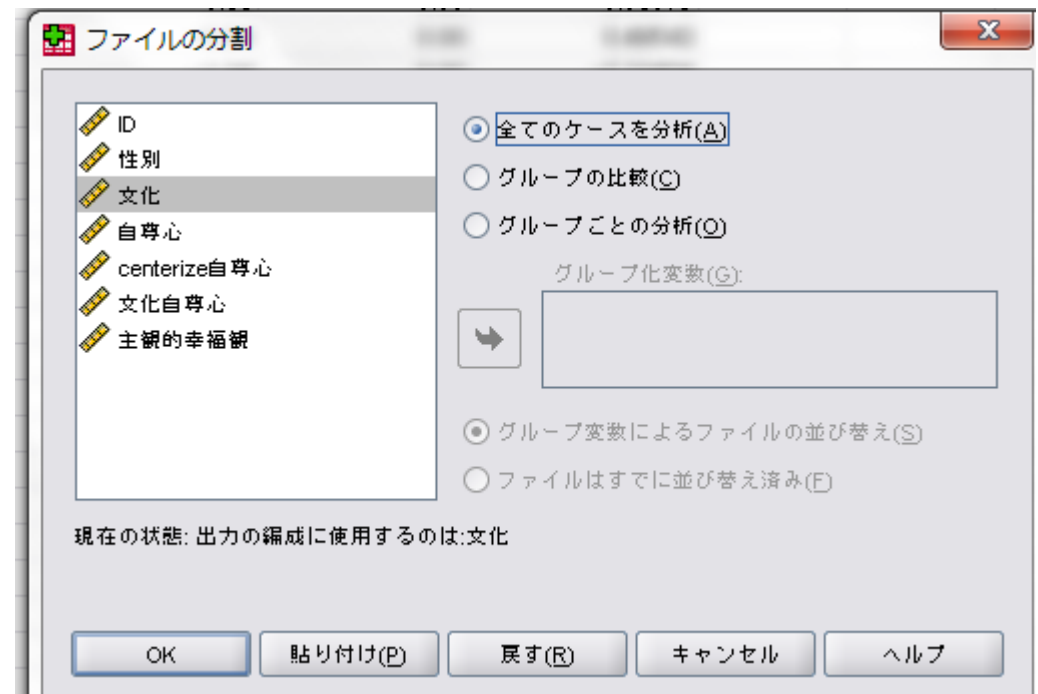 ファイルの分割
ID
性別
文化
自尊心
centerize自尊心
文化自尊心
主観的幸福観
全てのケースを分析(A)
グループの比較(C)
グループごとの分析(O)
グループ化変数(G):
グループ変数によるファイルの並び替え(S)
ファイルはすでに並び替え済み(F)
現在の状態: 出力の編成に使用するのは:文化
OK
貼り付け(P)
戻す(R)
キャンセル
ヘルプ